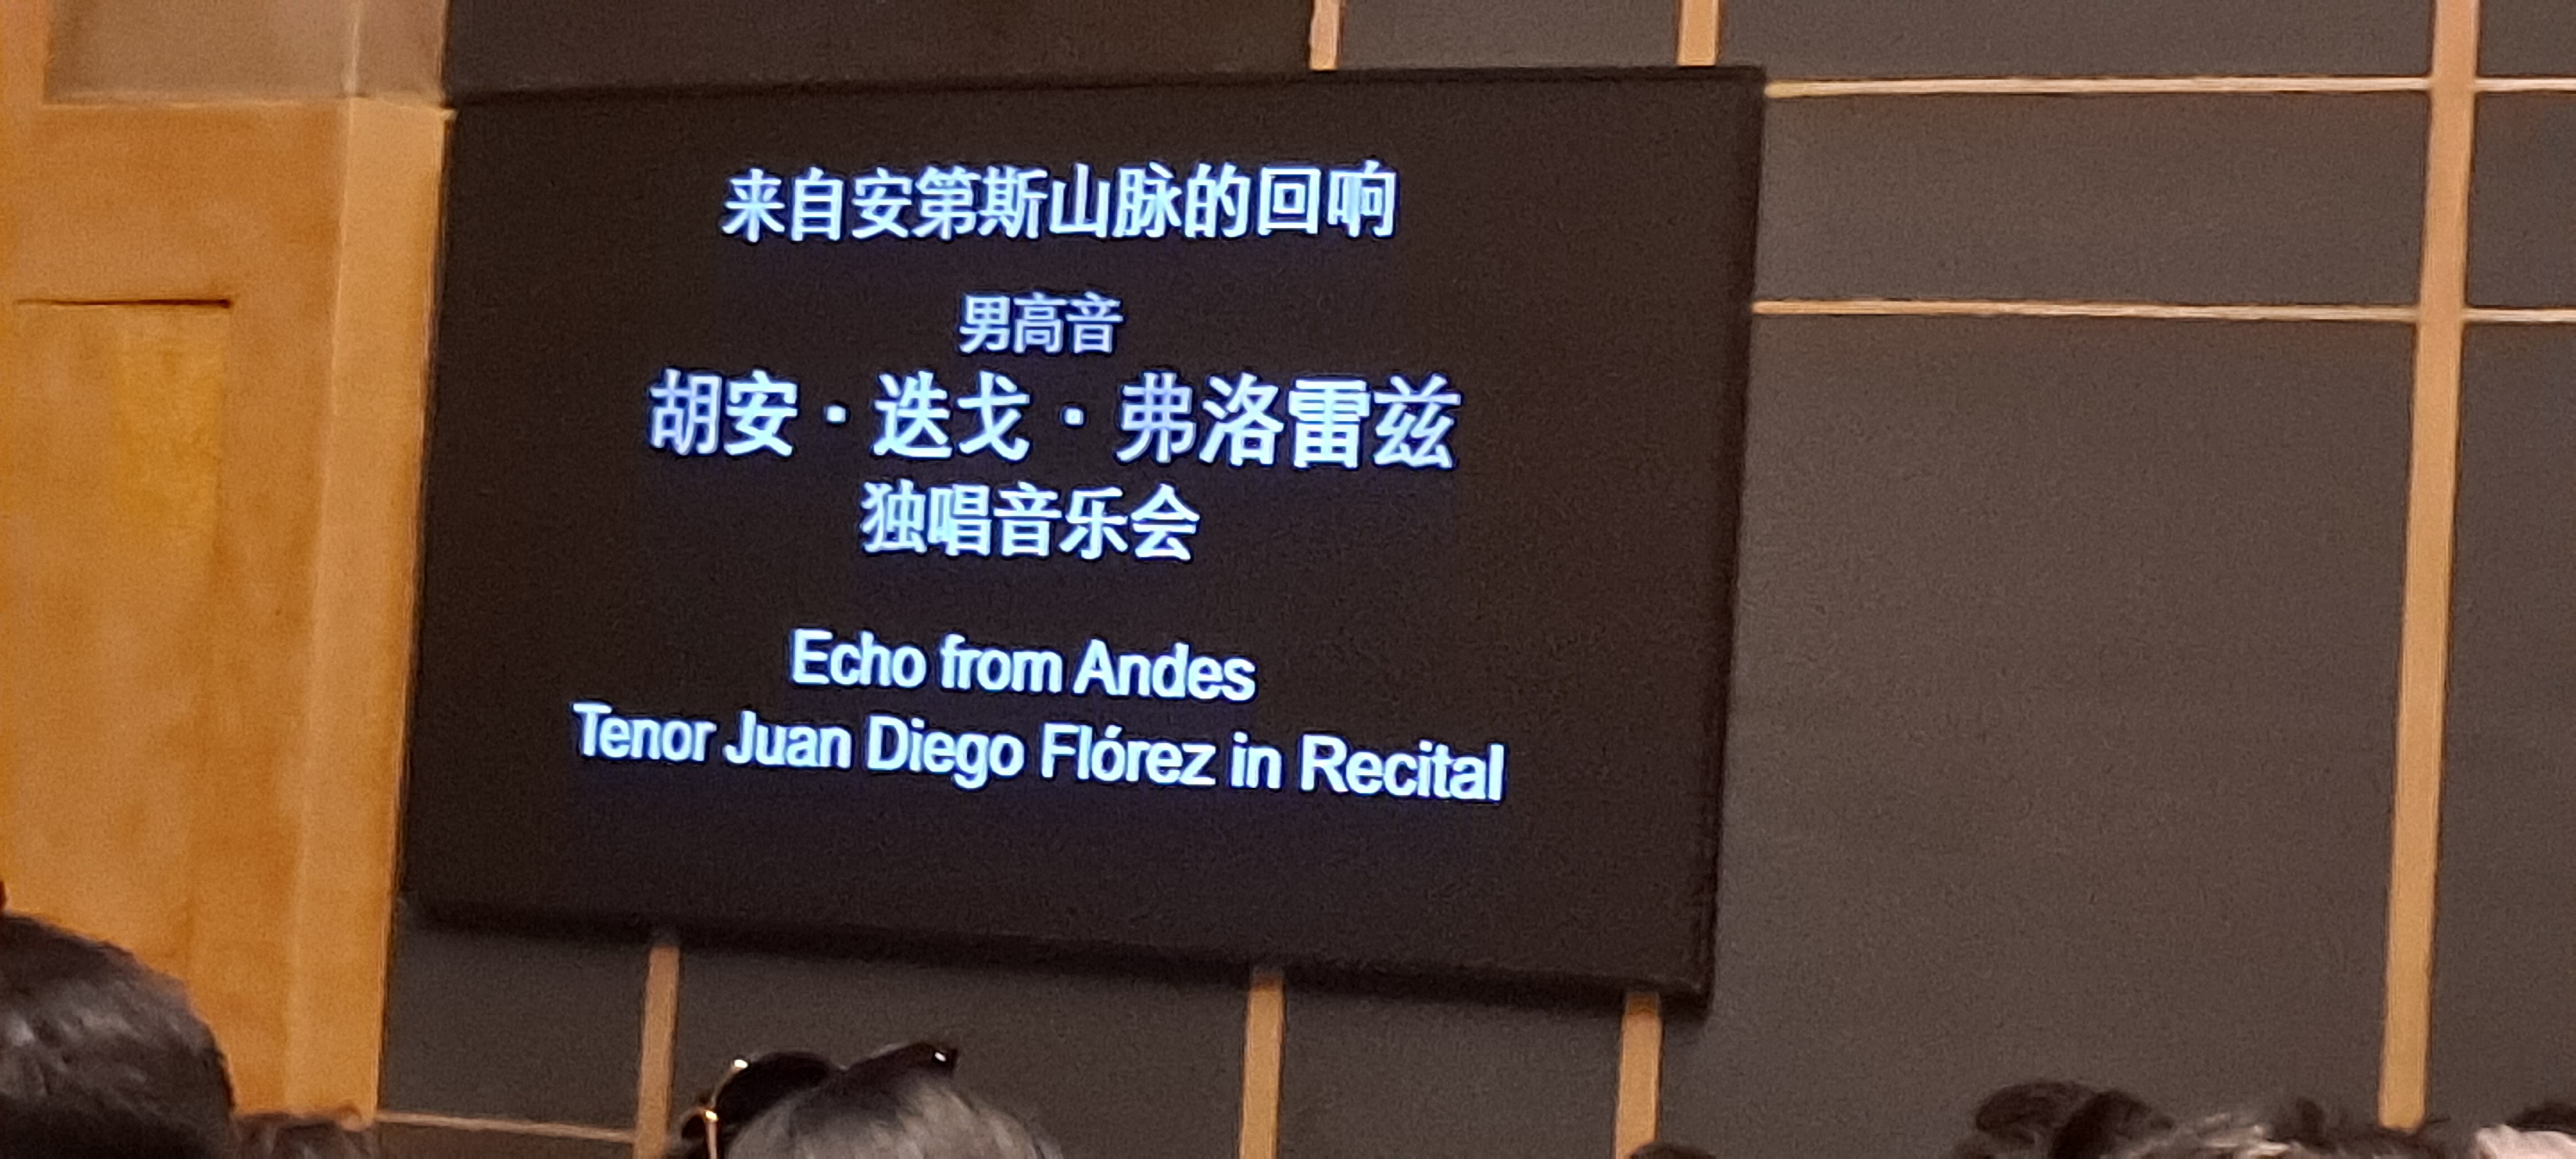 来自安第斯山脉的回响
男高音
胡安·迭戈·弗洛雷兹
独唱音乐会
Echo from Andes
Tenor Juan Diego Flórez in Recital